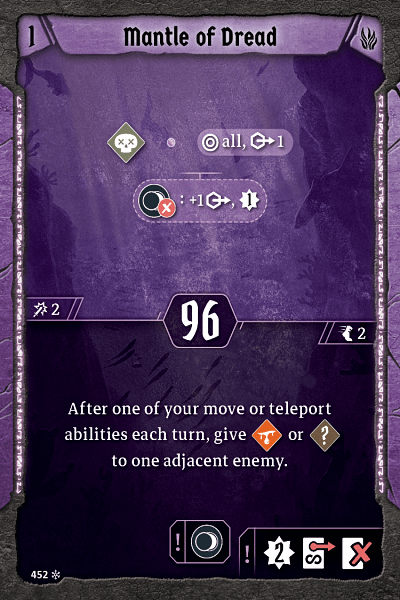 1
Mantle of Dread
all, 1
: +1, 1
2
96
2
After one of your move or teleport
abilities each turn, give or ?
to one adjacent enemy.
! ! 2
452